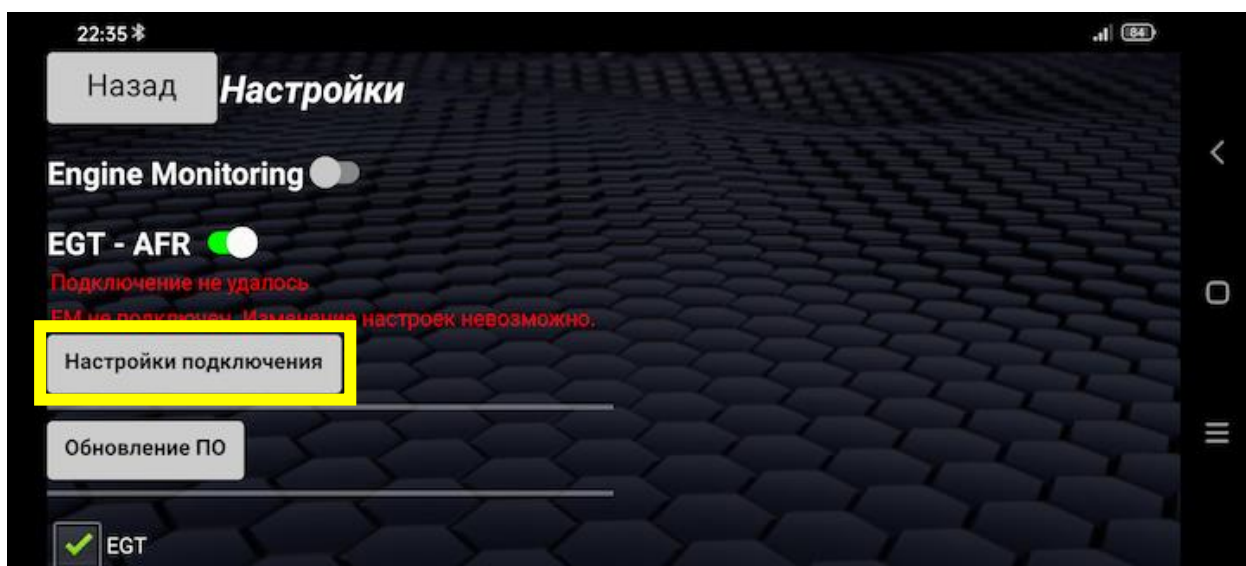 22:35
84
Назад
Настройки
Engine Monitoring
EGT - AFR
Подключение не удалось
EM не подключен. Изменение настроек невозможно.
Настройки подключения
Обновление ПО
EGT